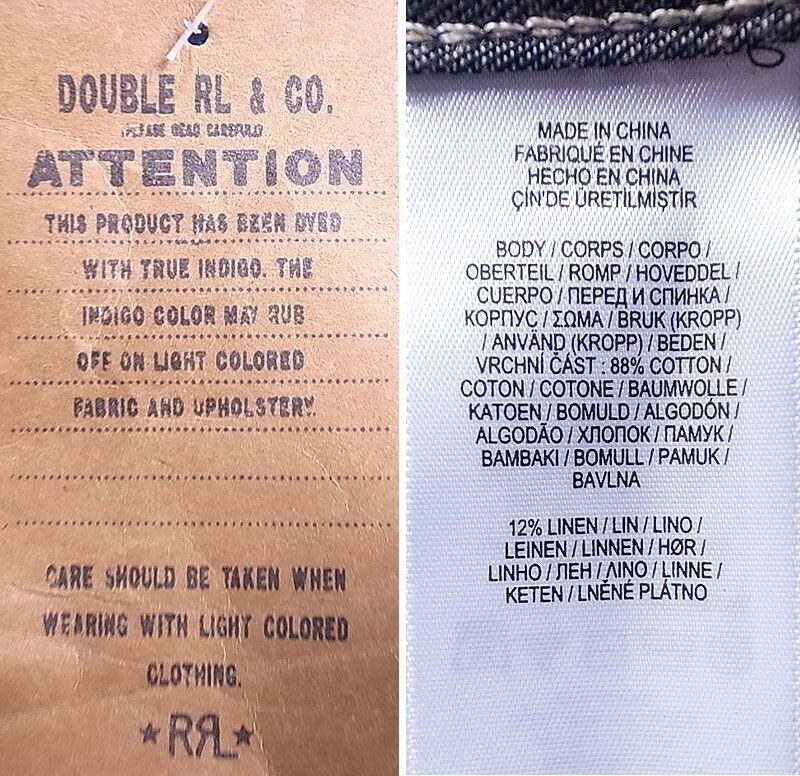 DOUBLE RL & CO.
(PLEASE READ CAREFULLY)
ATTENTION
THIS PRODUCT HAS BEEN DYED
WITH TRUE INDIGO. THE
INDIGO COLOR MAY RUB
OFF ON LIGHT COLORED
FABRIC AND UPHOLSTERY.
CARE SHOULD BE TAKEN WHEN
WEARING WITH LIGHT COLORED
CLOTHING.
★RRL★
MADE IN CHINA
FABRIQUÉ EN CHINE
HECHO EN CHINA
ÇİN'DE ÜRETİLMİŞTİR
BODY / CORPS / CORPO /
OBERTEIL / ROMP / HOVEDDEL /
CUERPO / ПЕРЕД И СПИНКА /
КОРПУС / ΣΩΜΑ / BRUK (KROPP)
/ ANVÄND (KROPP) / BEDEN /
VRCHNÍ ČÁST : 88% COTTON /
COTON / COTONE / BAUMWOLLE /
KATOEN / BOMULD / ALGODÓN /
ALGODÃO / ХЛОПОК / ПАМУК /
BAMBAKI / BOMULL / PAMUK /
BAVLNA
12% LINEN / LIN / LINO /
LEINEN / LINNEN / HØR /
LINHO / ЛЕН / ΛΙΝΟ / LINNE /
KETEN / LNĚNÉ PLÁTNO